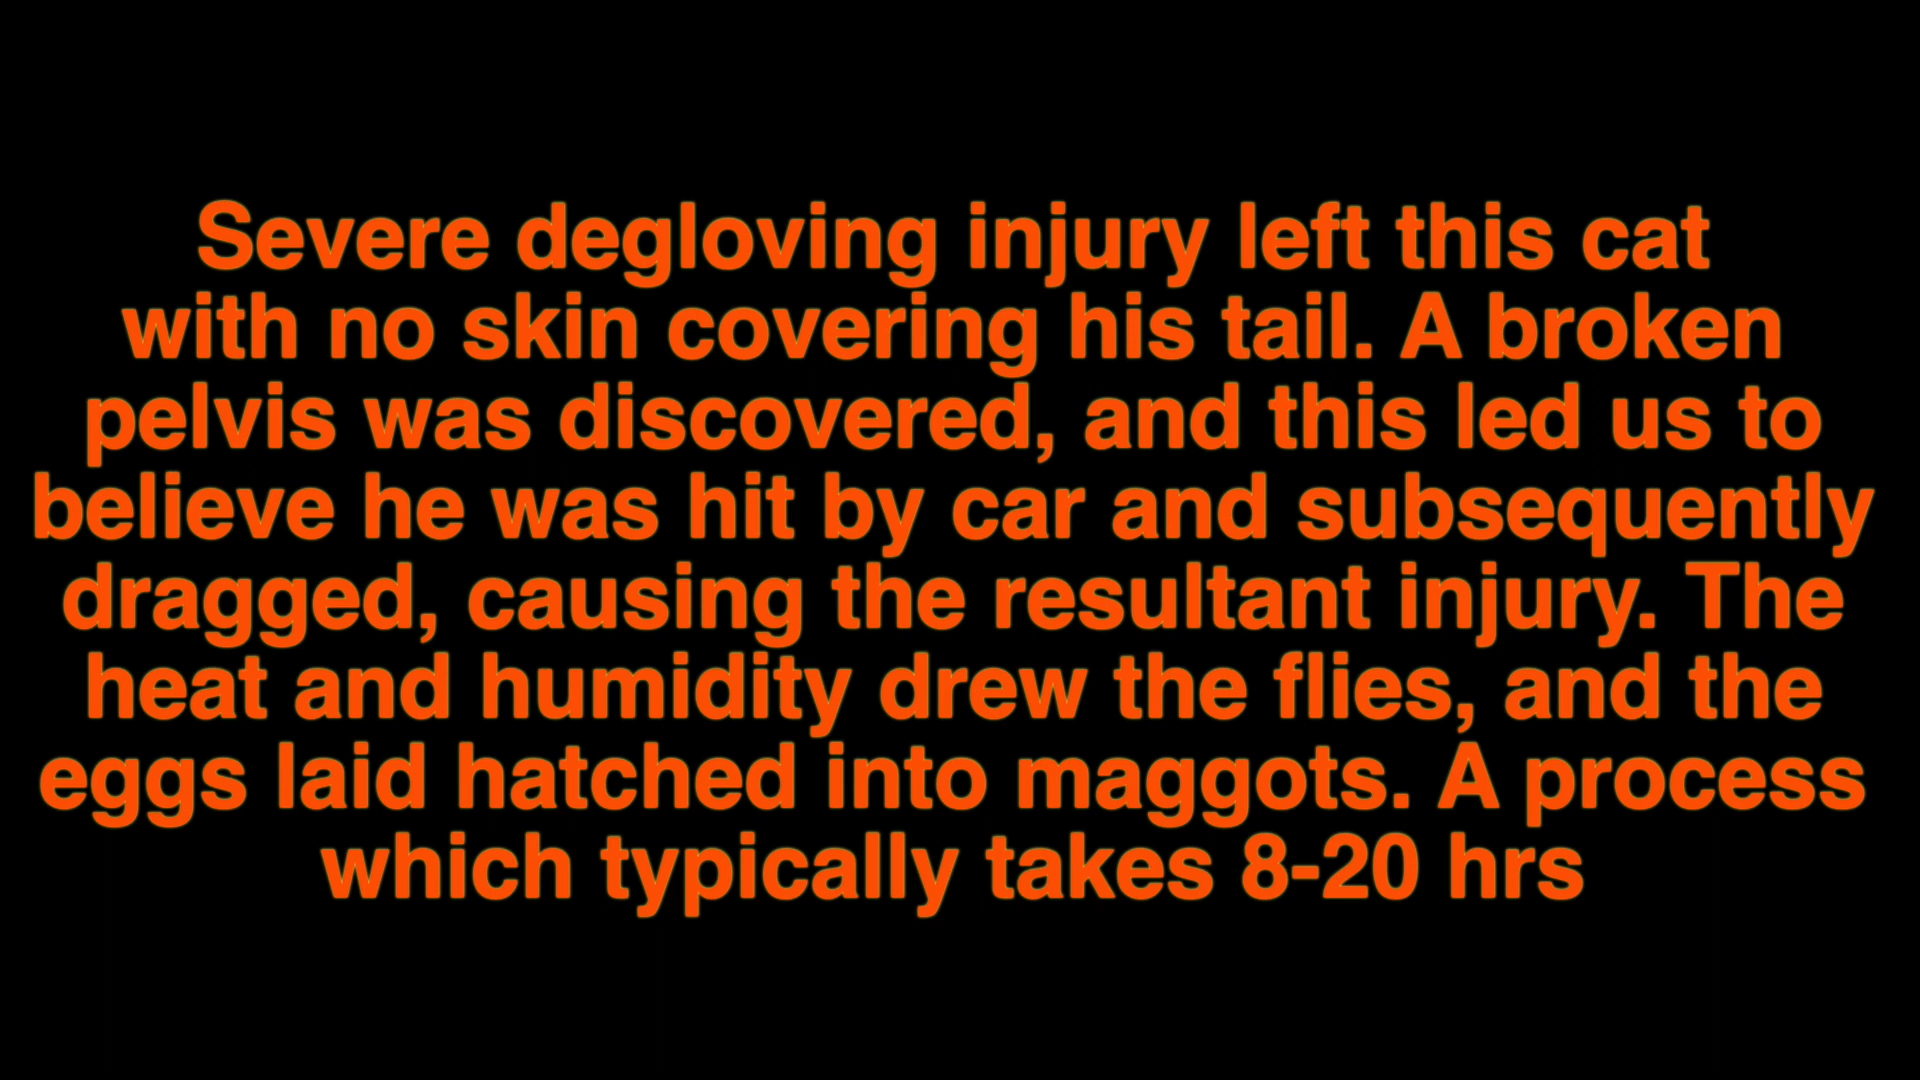 Severe degloving injury left this cat
with no skin covering his tail. A broken
pelvis was discovered, and this led us to
believe he was hit by car and subsequently
dragged, causing the resultant injury. The
heat and humidity drew the flies, and the
eggs laid hatched into maggots. A process
which typically takes 8-20 hrs